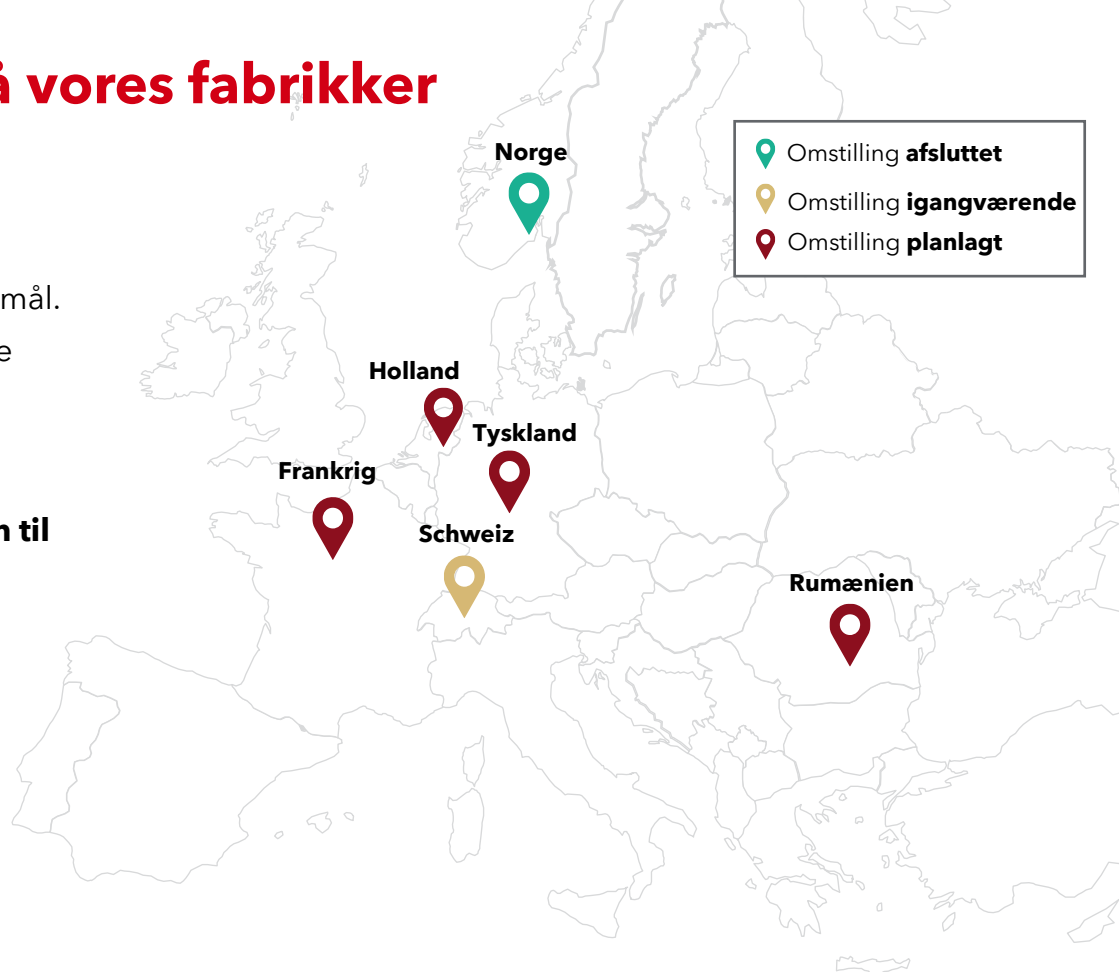 å vores fabrikker
mål.
e
n til
Omstilling afsluttet
Omstilling igangværende
Omstilling planlagt
Norge
Holland
Tyskland
Frankrig
Schweiz
Rumænien